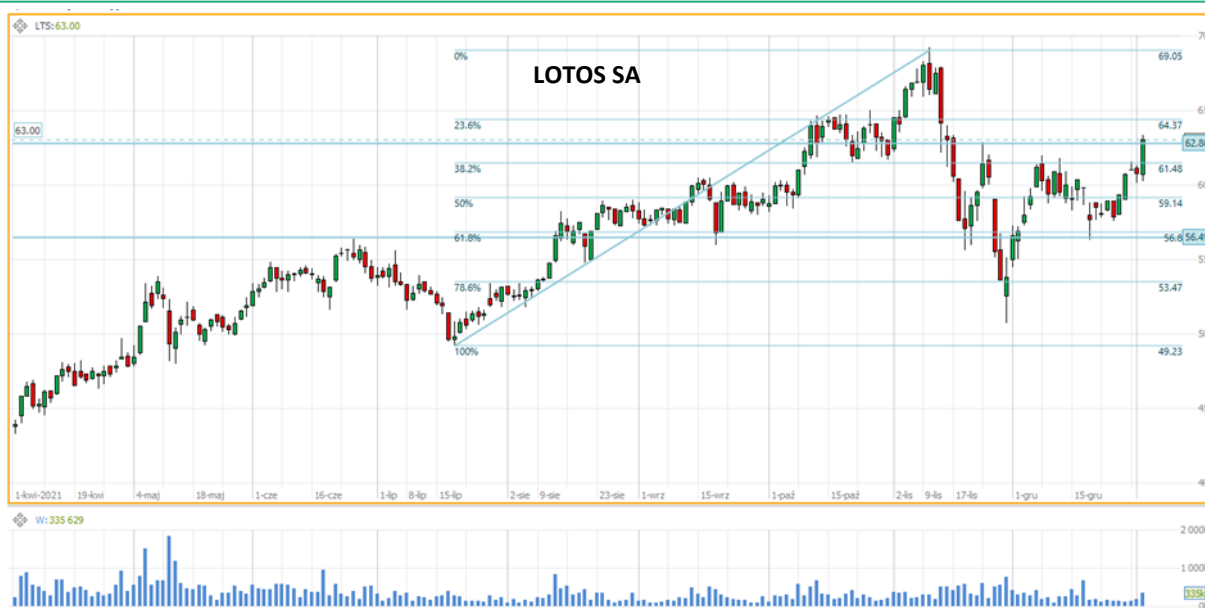 LTS:63.00
LOTOS SA
0%
69.05
63.00
23.6%
64.37
62.80
38.2%
61.48
60
50%
59.14
61.8%
56.8
56.49
78.6%
53.47
100%
49.23
1-kwi-2021 19-kwi 4-maj 18-maj 1-cze 16-cze 1-lip 8-lip 15-lip 2-sie 9-sie 23-sie 1-wrz 15-wrz 1-paź 15-paź 2-lis 9-lis 17-lis 1-gru 15-gru
W:335 629
2 000k
1 000k
335k